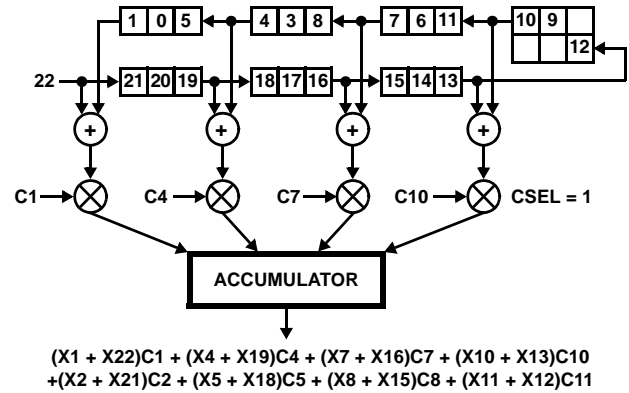 1 0 5 4 3 8 7 6 11 10 9
12
22 21 20 19 18 17 16 15 14 13
+ + + +
C1 C4 C7 C10 CSEL = 1
ACCUMULATOR
(X1 + X22)C1 + (X4 + X19)C4 + (X7 + X16)C7 + (X10 + X13)C10
+(X2 + X21)C2 + (X5 + X18)C5 + (X8 + X15)C8 + (X11 + X12)C11